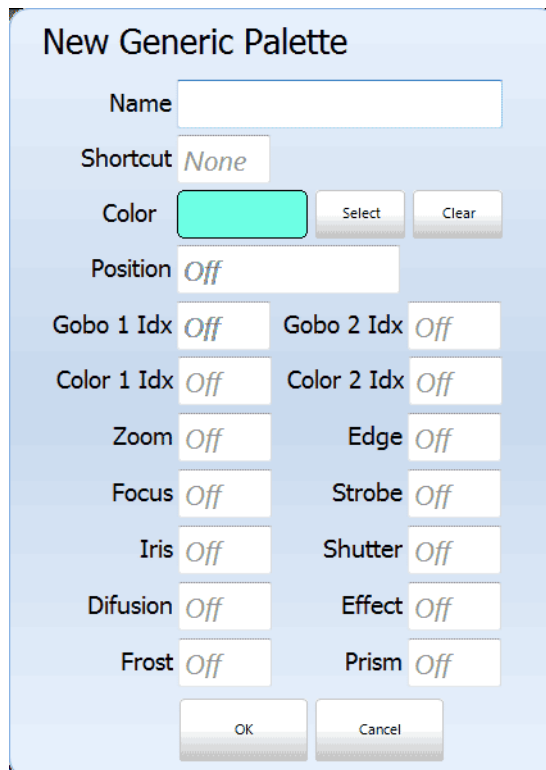 New Generic Palette
Name
Shortcut None
Color Select Clear
Position Off
Gobo 1 Idx Off Gobo 2 Idx Off
Color 1 Idx Off Color 2 Idx Off
Zoom Off Edge Off
Focus Off Strobe Off
Iris Off Shutter Off
Difusion Off Effect Off
Frost Off Prism Off
OK Cancel